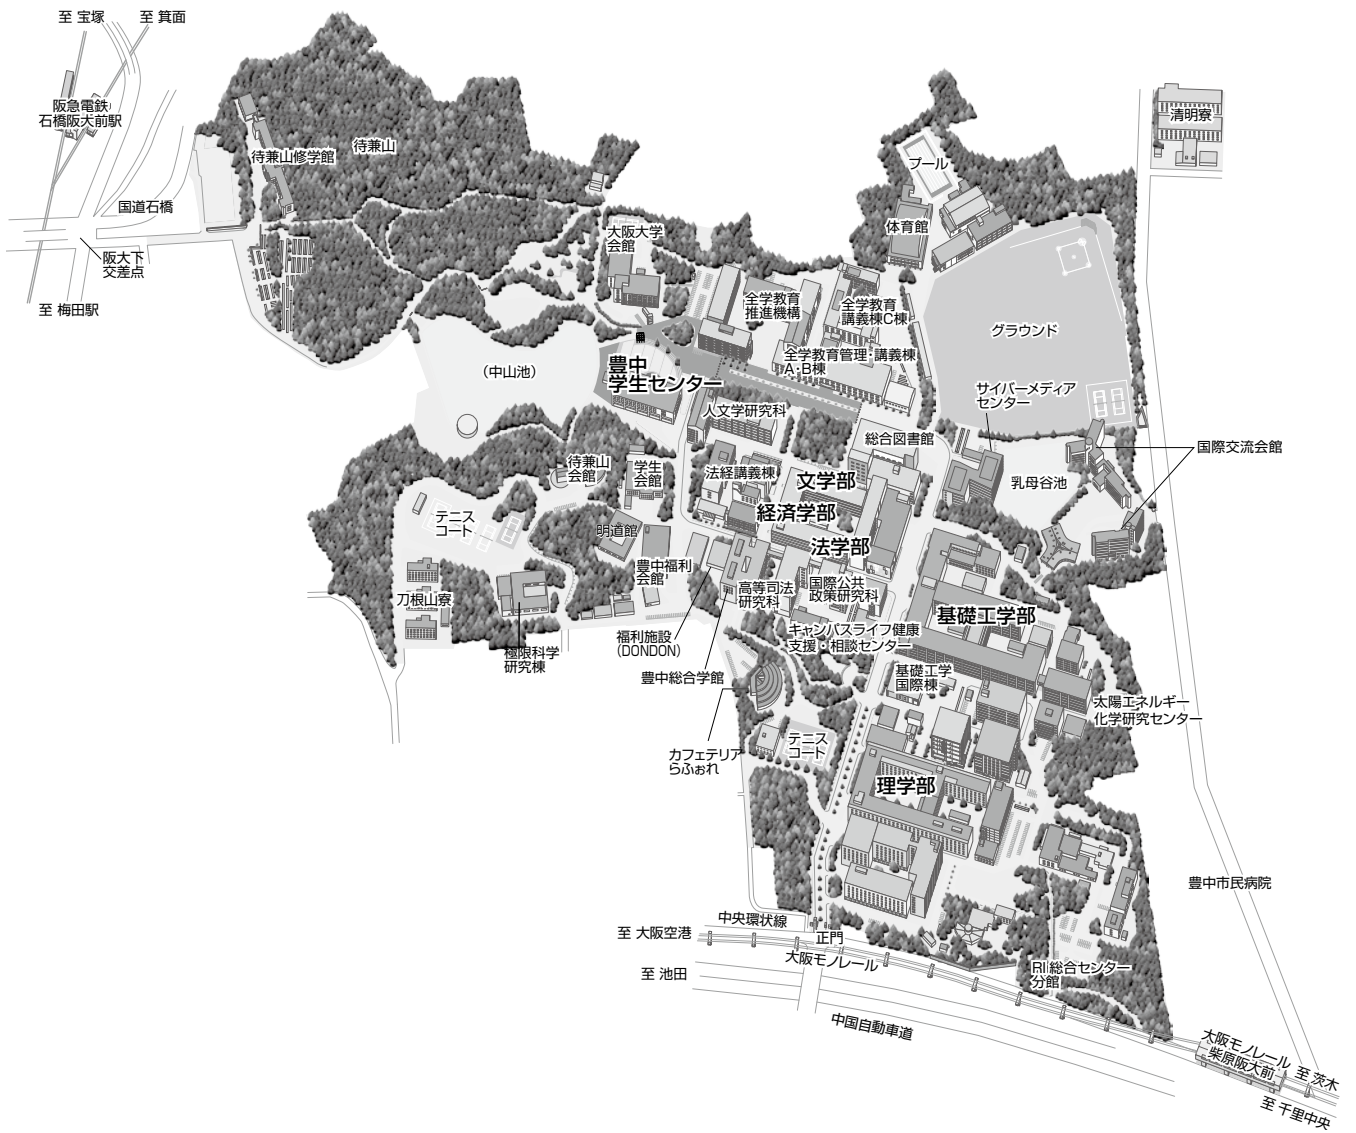 至 宝塚
至 箕面
阪急電鉄
石橋阪大前駅
国道石橋
阪大下
交差点
至 梅田駅
待兼山修学館
待兼山
大阪大学
会館
プール
体育館
清明寮
全学教育
推進機構
全学教育
講義棟C棟
全学教育管理・講義棟
A・B棟
グラウンド
(中山池)
豊中
学生センター
サイバーメディア
センター
人文学研究科
総合図書館
国際交流会館
待兼山
会館
学生
会館
法経講義棟
文学部
乳母谷池
テニス
コート
経済学部
明道館
法学部
豊中福利
会館
高等司法
研究科
国際公共
政策研究科
刀根山寮
基礎工学部
極限科学
研究棟
福利施設
(DONDON)
キャンパスライフ健康
支援・相談センター
豊中総合学館
基礎工学
国際棟
太陽エネルギー
化学研究センター
カフェテリア
らふぉれ
テニス
コート
理学部
豊中市民病院
中央環状線
至 大阪空港
正門
大阪モノレール
至 池田
RI総合センター
分館
中国自動車道
大阪モノレール
柴原阪大前
至 茨木
至 千里中央